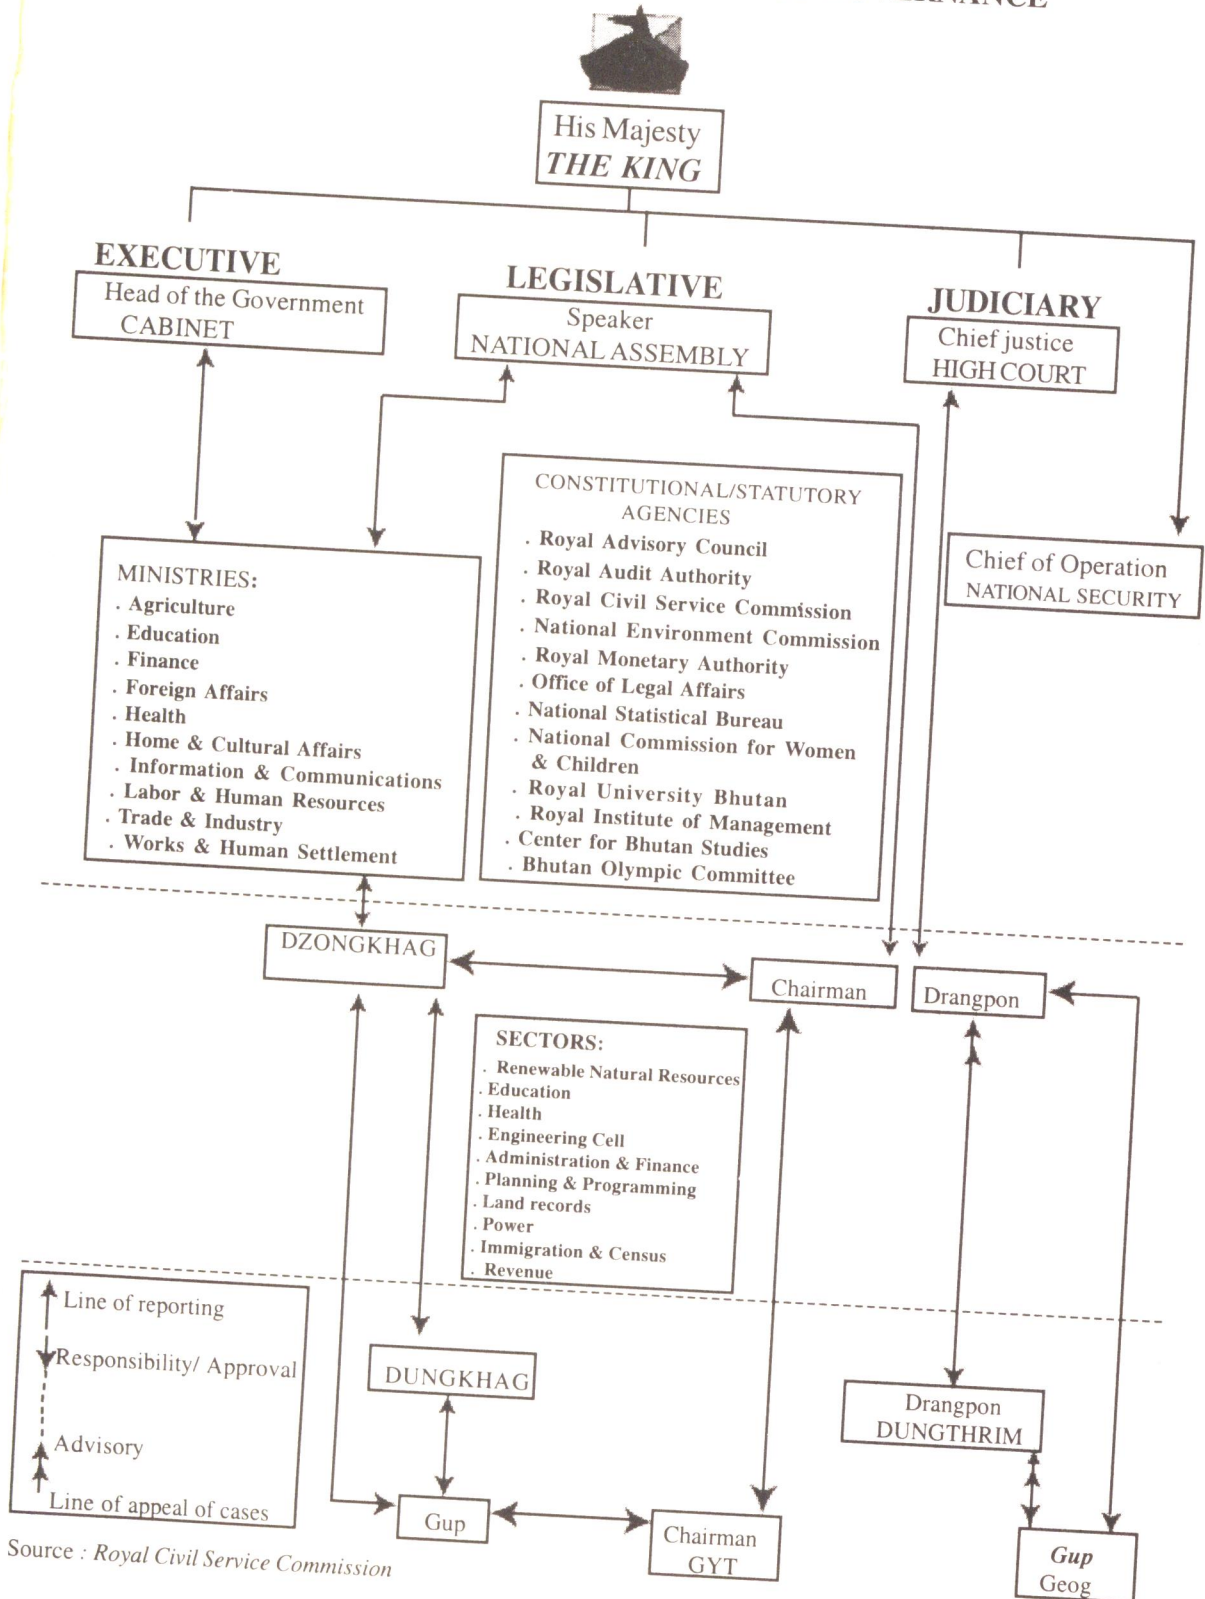 His Majesty
THE KING
EXECUTIVE
Head of the Government
CABINET
LEGISLATIVE
Speaker
NATIONAL ASSEMBLY
JUDICIARY
Chief justice
HIGH COURT
Chief of Operation
NATIONAL SECURITY
MINISTRIES:
. Agriculture
. Education
. Finance
. Foreign Affairs
. Health
. Home & Cultural Affairs
. Information & Communications
. Labor & Human Resources
. Trade & Industry
. Works & Human Settlement
CONSTITUTIONAL/STATUTORY
AGENCIES
. Royal Advisory Council
. Royal Audit Authority
. Royal Civil Service Commission
. National Environment Commission
. Royal Monetary Authority
. Office of Legal Affairs
. National Statistical Bureau
. National Commission for Women
& Children
. Royal University Bhutan
. Royal Institute of Management
. Center for Bhutan Studies
. Bhutan Olympic Committee
DZONGKHAG
Chairman
Drangpon
SECTORS:
. Renewable Natural Resources
. Education
. Health
. Engineering Cell
. Administration & Finance
. Planning & Programming
. Land records
. Power
. Immigration & Census
. Revenue
Line of reporting
Responsibility/ Approval
Advisory
Line of appeal of cases
DUNGKHAG
Drangpon
DUNGTHRIM
Gup
Chairman
GYT
Gup
Geog
Source : Royal Civil Service Commission